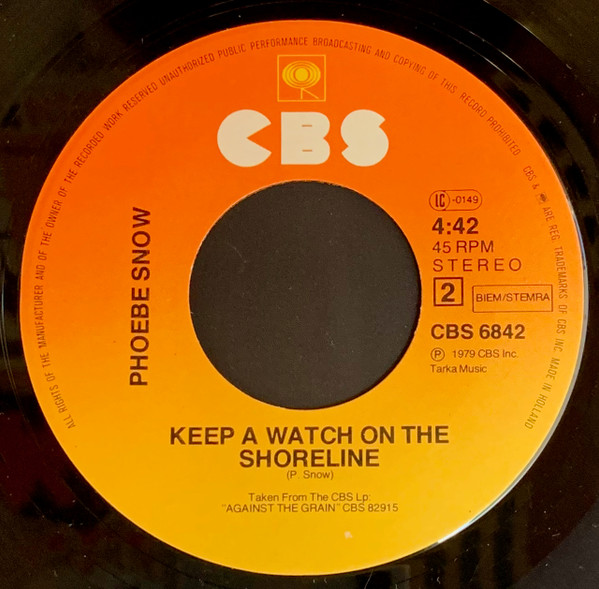 ALL RIGHTS OF THE MANUFACTURER AND OF THE OWNER OF THE RECORDED WORK RESERVED UNAUTHORIZED PUBLIC PERFORMANCE BROADCASTING AND COPYING OF THIS RECORD PROHIBITED CBS & ARE REG. TRADEMARKS OF CBS INC. MADE IN HOLLAND
CBS
PHOEBE SNOW
LC -0149
4:42
45 RPM
STEREO
2 BIEM/STEMRA
CBS 6842
℗ 1979 CBS Inc.
Tarka Music
KEEP A WATCH ON THE
SHORELINE
(P. Snow)
Taken From The CBS Lp:
"AGAINST THE GRAIN" CBS 82915